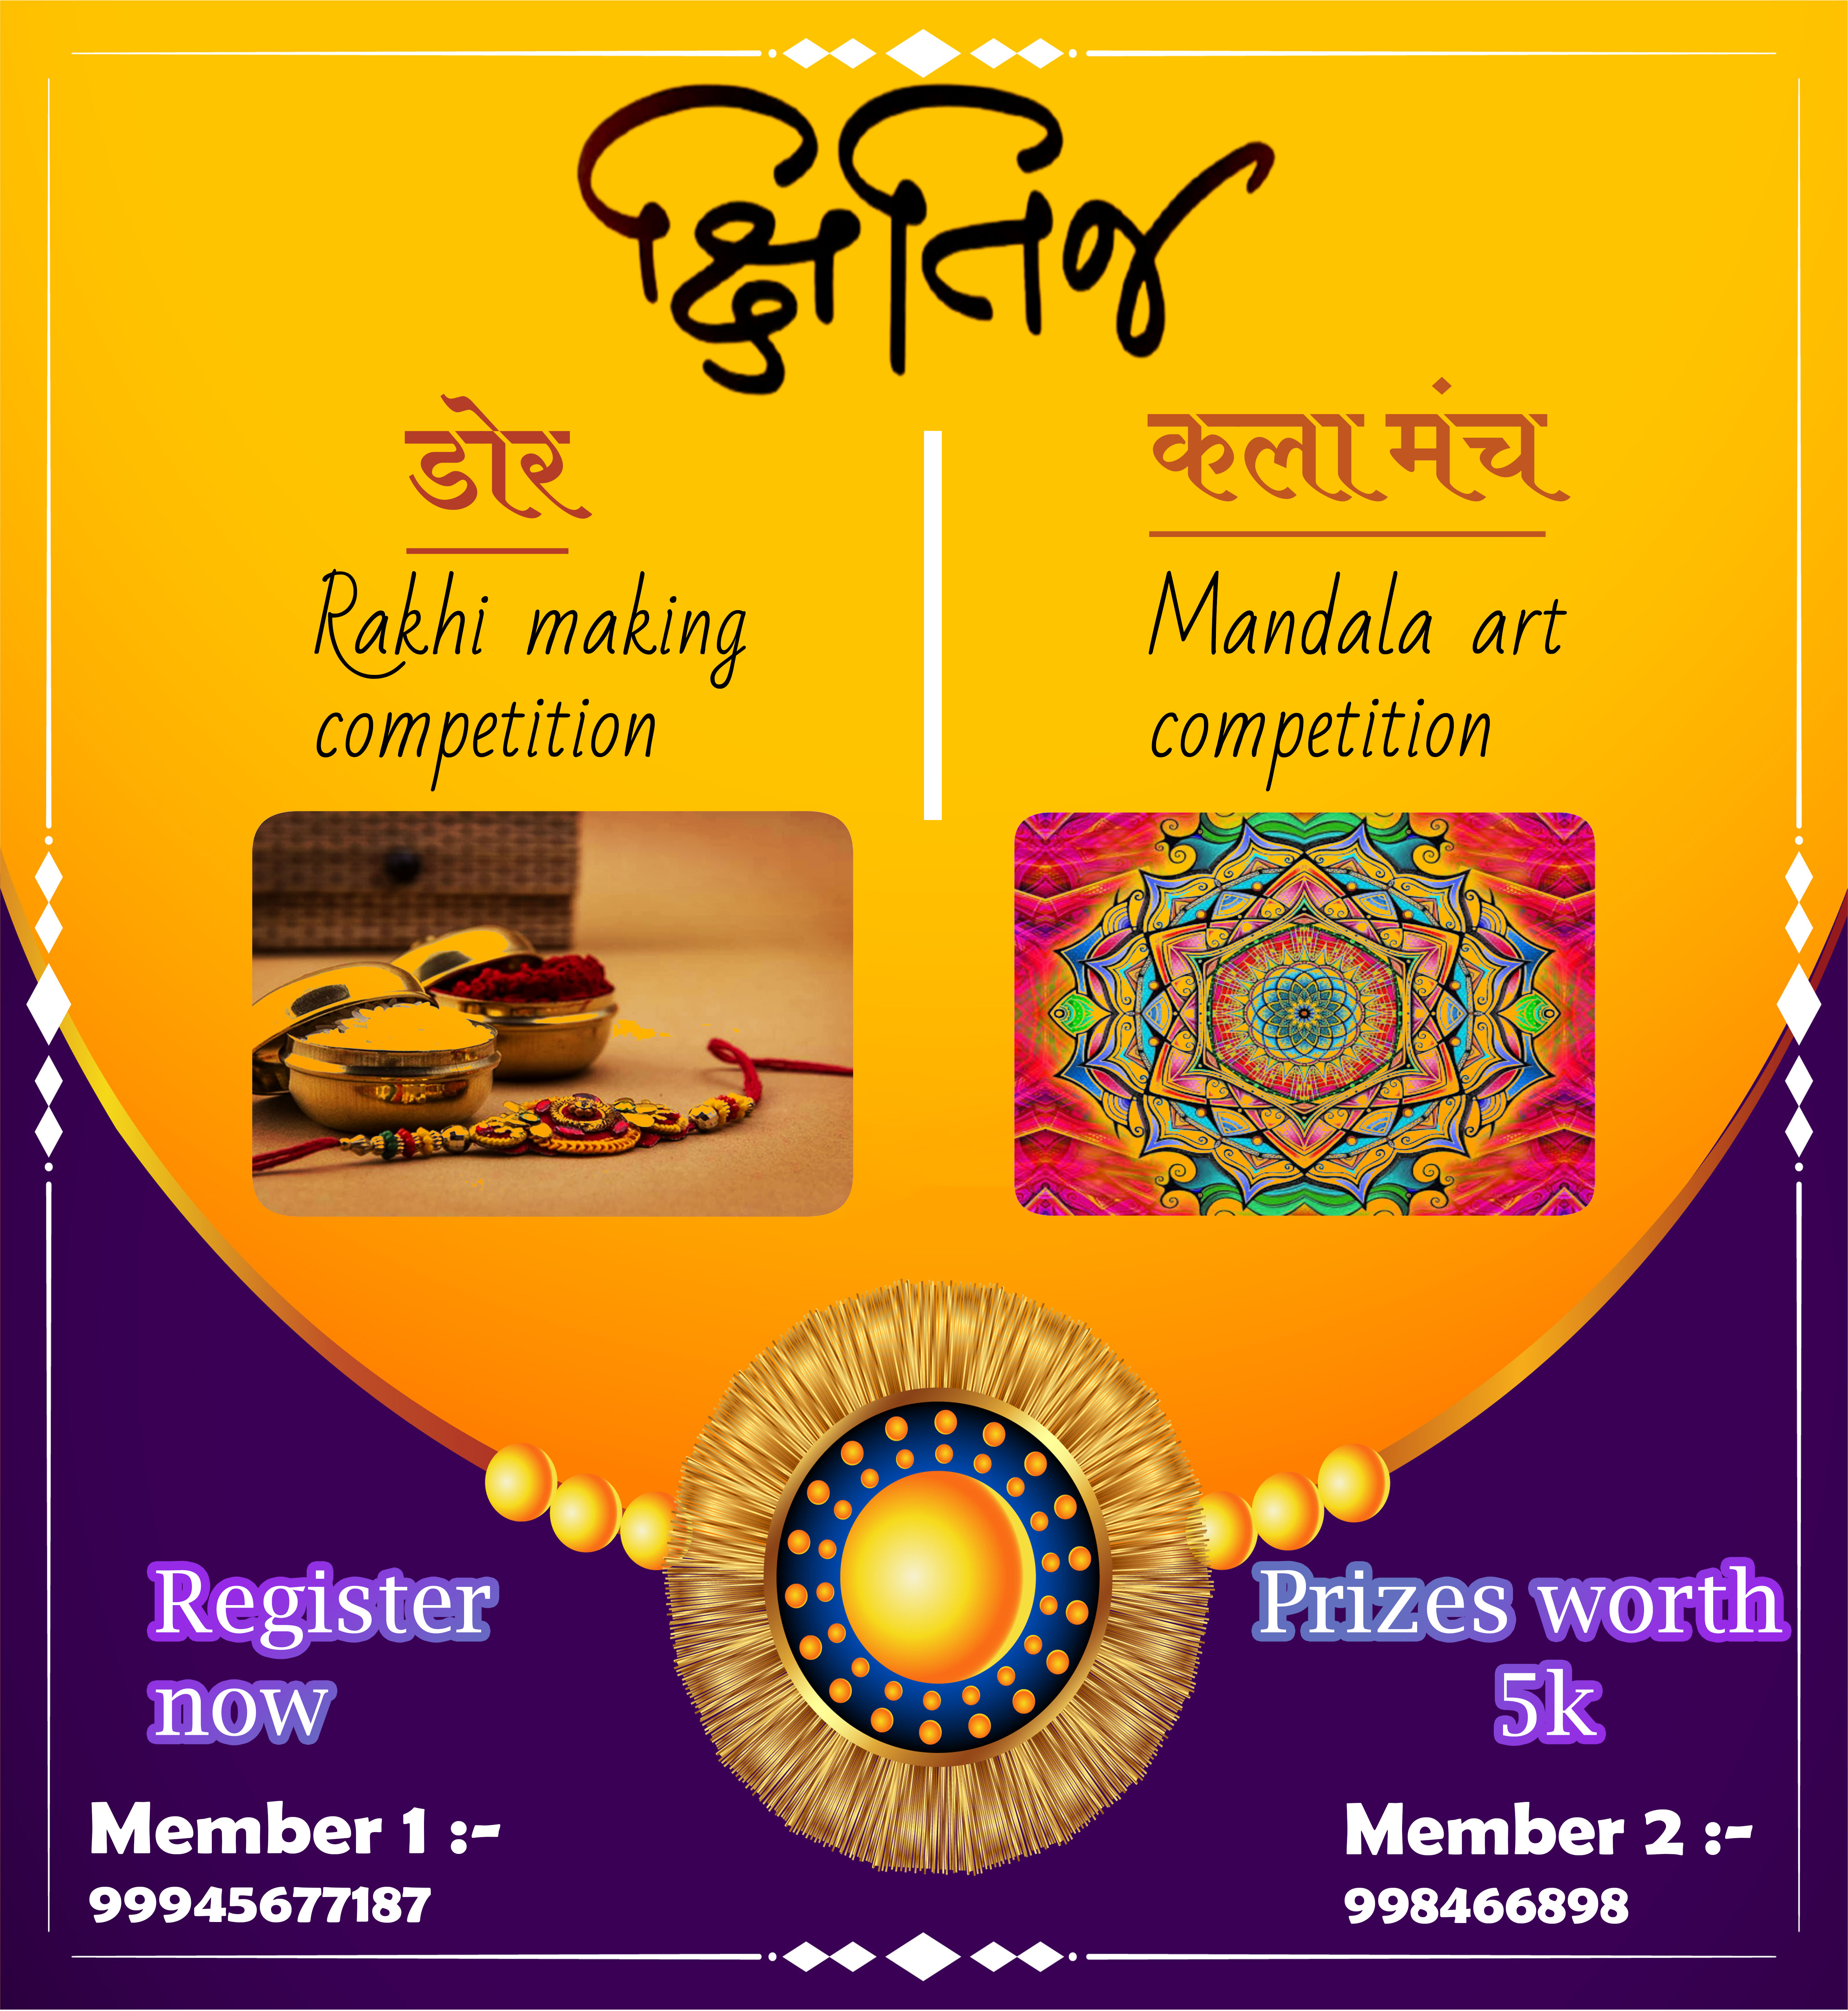 क्षितिज
डोर
Rakhi making
competition
कला मंच
Mandala art
competition
Register
now
Prizes worth
5k
Member 1 :-
99945677187
Member 2 :-
998466898